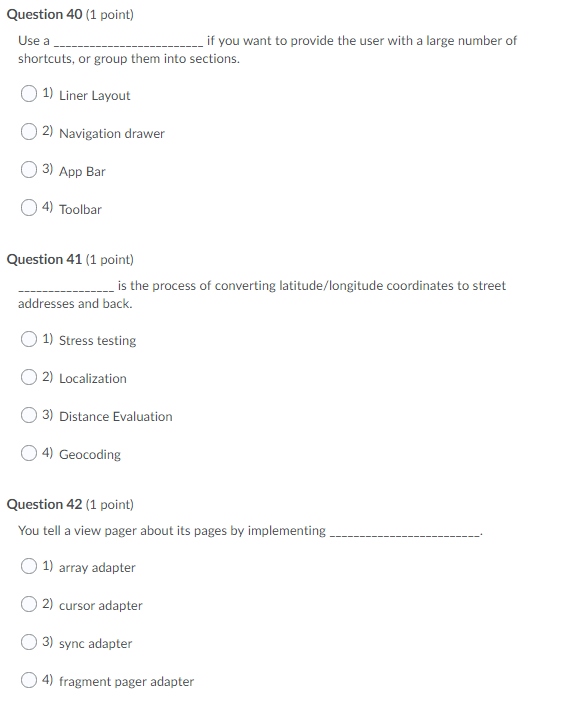 Question 40 (1 point)
Use a _________________________ if you want to provide the user with a large number of
shortcuts, or group them into sections.
1) Liner Layout
2) Navigation drawer
3) App Bar
4) Toolbar
Question 41 (1 point)
________________ is the process of converting latitude/longitude coordinates to street
addresses and back.
1) Stress testing
2) Localization
3) Distance Evaluation
4) Geocoding
Question 42 (1 point)
You tell a view pager about its pages by implementing _________________________.
1) array adapter
2) cursor adapter
3) sync adapter
4) fragment pager adapter